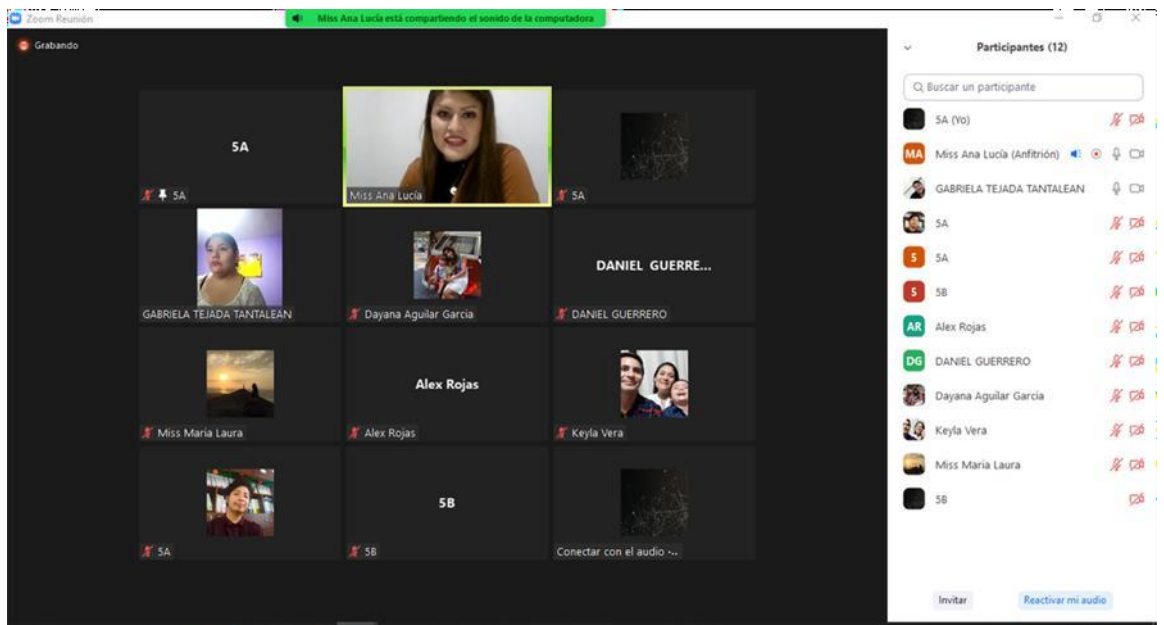 Zoom Reunión
Miss Ana Lucía está compartiendo el sonido de la computadora
Grabando
5A
5A
Miss Ana Lucía
5A
GABRIELA TEJADA TANTALEAN
Dayana Aguilar Garcia
DANIEL GUERRE...
DANIEL GUERRERO
Miss Maria Laura
Alex Rojas
Alex Rojas
Keyla Vera
5A
5B
5B
Conectar con el audio ·..
Participantes (12)
Buscar un participante
5A (Yo)
MA Miss Ana Lucía (Anfitrión)
GABRIELA TEJADA TANTALEAN
5A
5 5A
5 5B
AR Alex Rojas
DG DANIEL GUERRERO
Dayana Aguilar Garcia
Keyla Vera
Miss Maria Laura
5B
Invitar
Reactivar mi audio